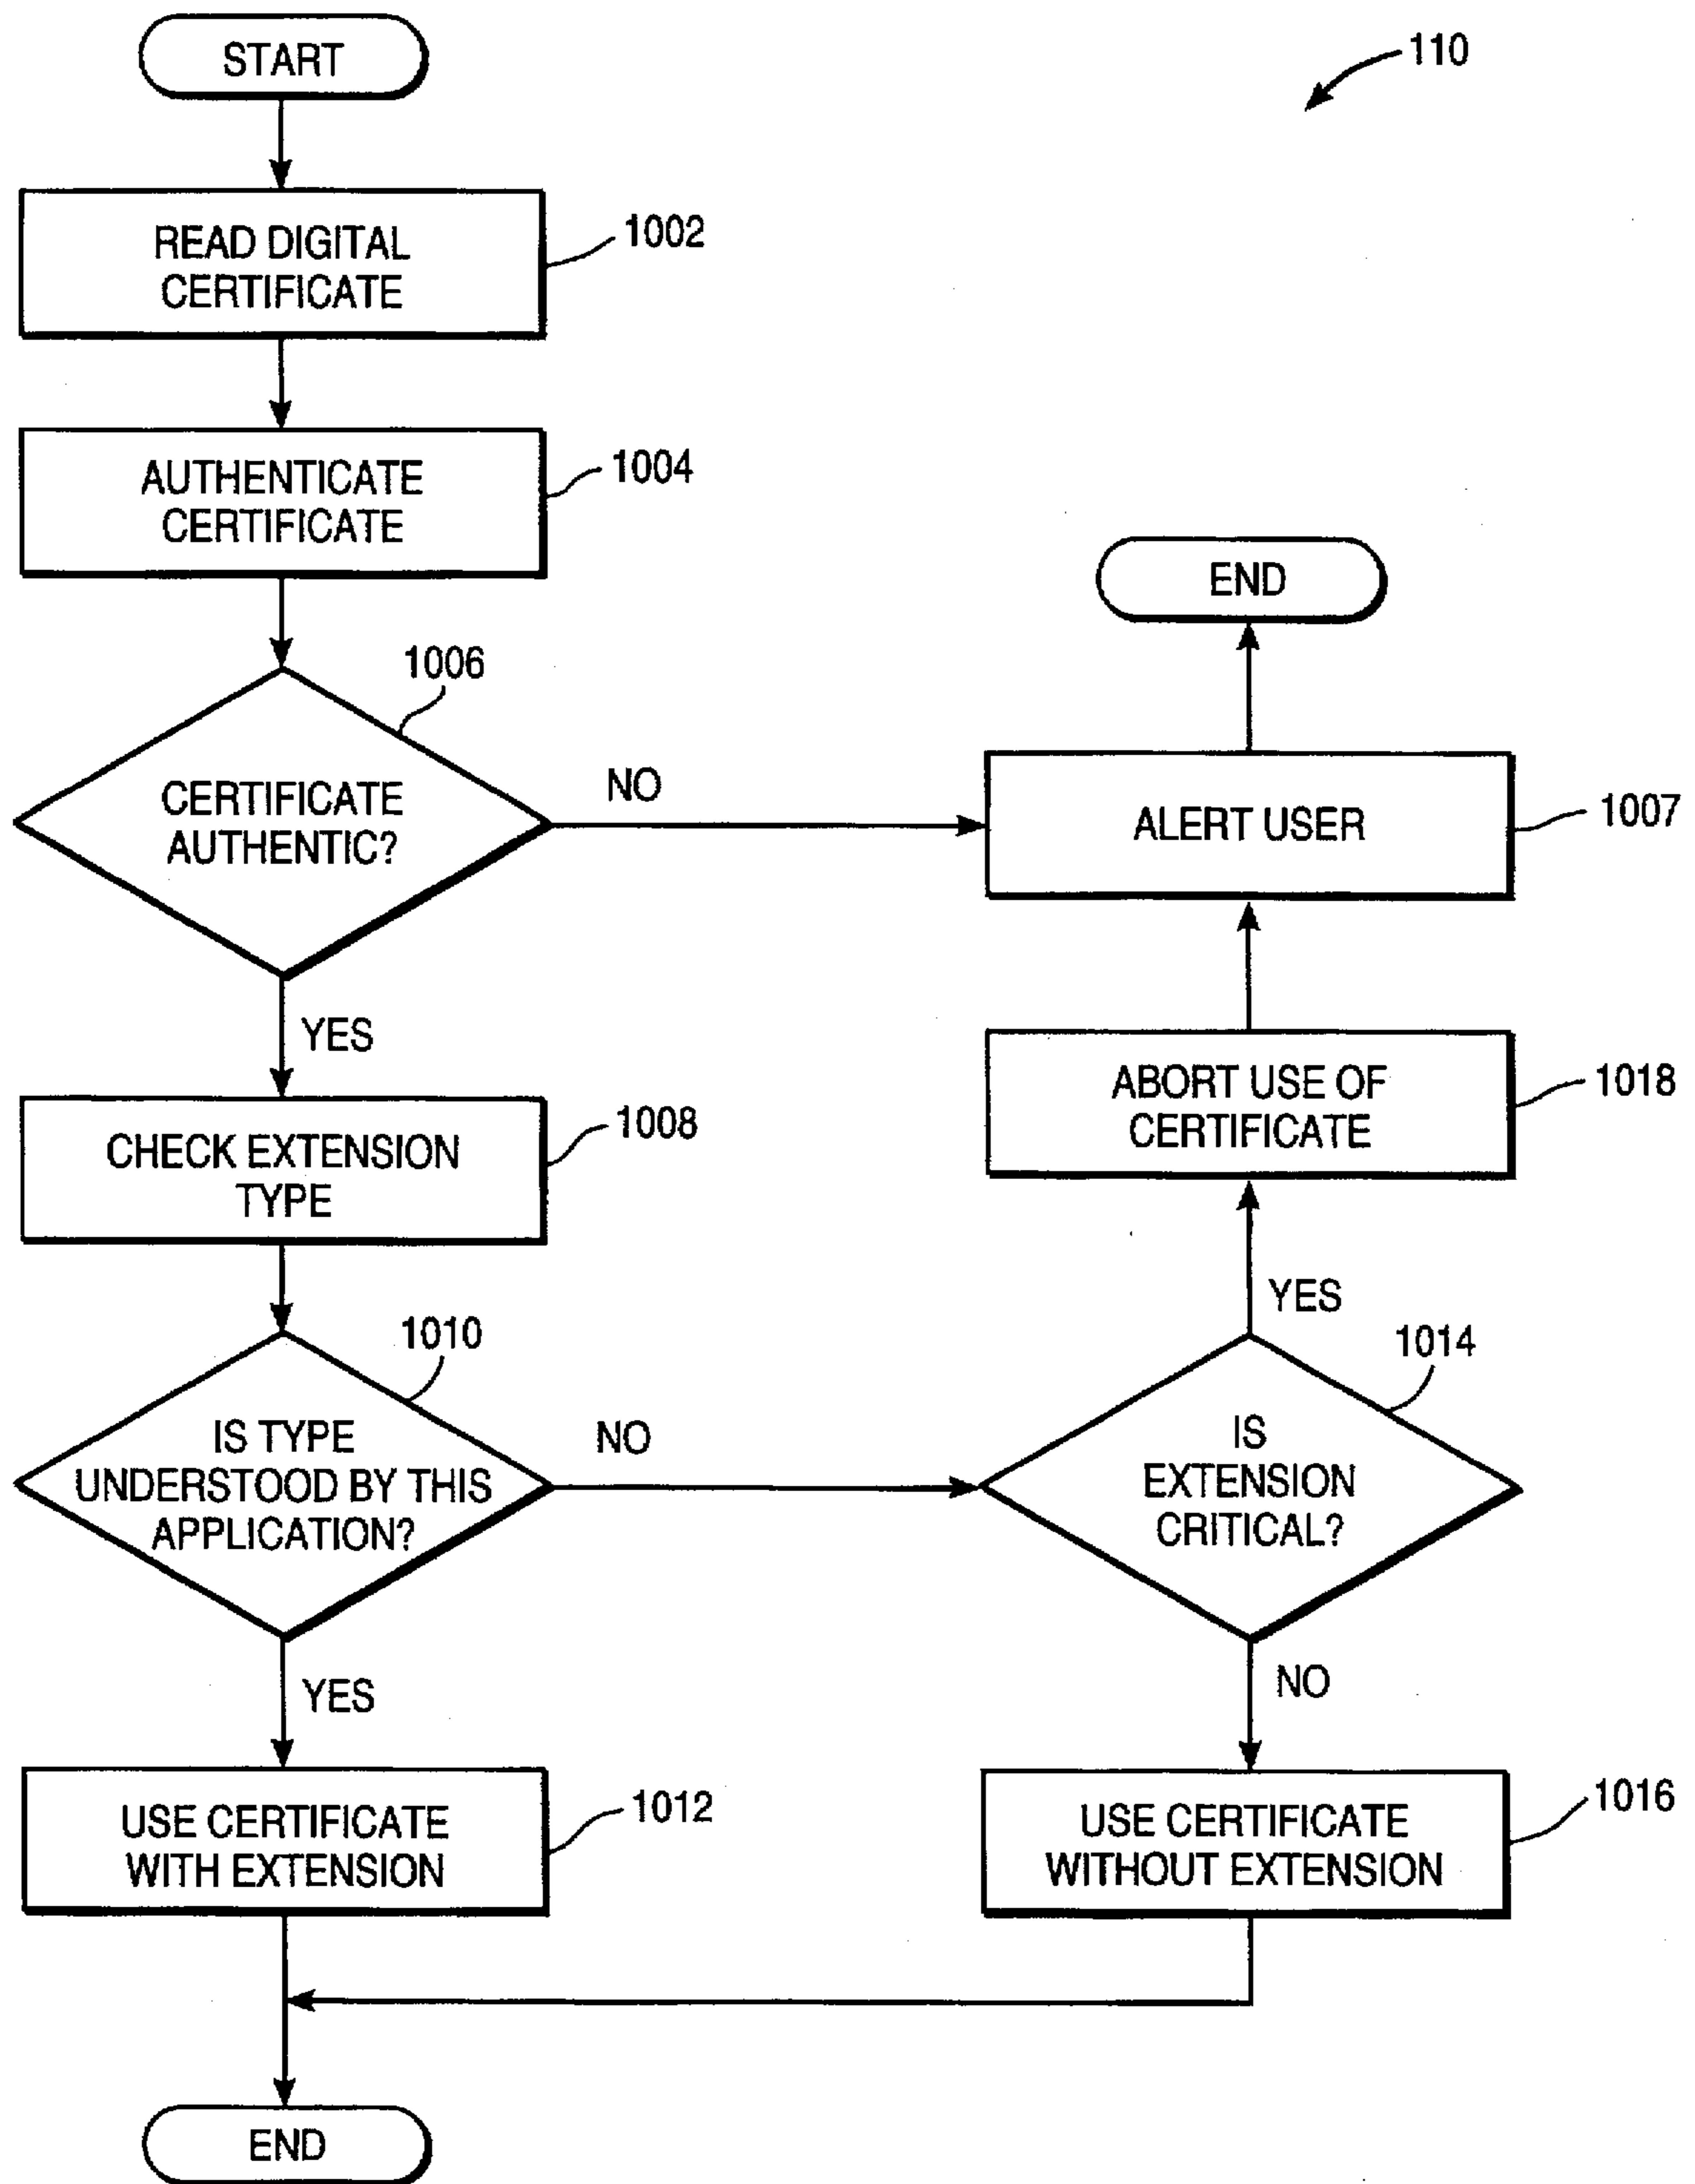 START
110
READ DIGITAL
CERTIFICATE
1002
AUTHENTICATE
CERTIFICATE
1004
END
1006
CERTIFICATE
AUTHENTIC?
NO
ALERT USER
1007
YES
ABORT USE OF
CERTIFICATE
1018
CHECK EXTENSION
TYPE
1008
YES
1010
1014
IS TYPE
UNDERSTOOD BY THIS
APPLICATION?
NO
IS
EXTENSION
CRITICAL?
YES
NO
USE CERTIFICATE
WITH EXTENSION
1012
USE CERTIFICATE
WITHOUT EXTENSION
1016
END